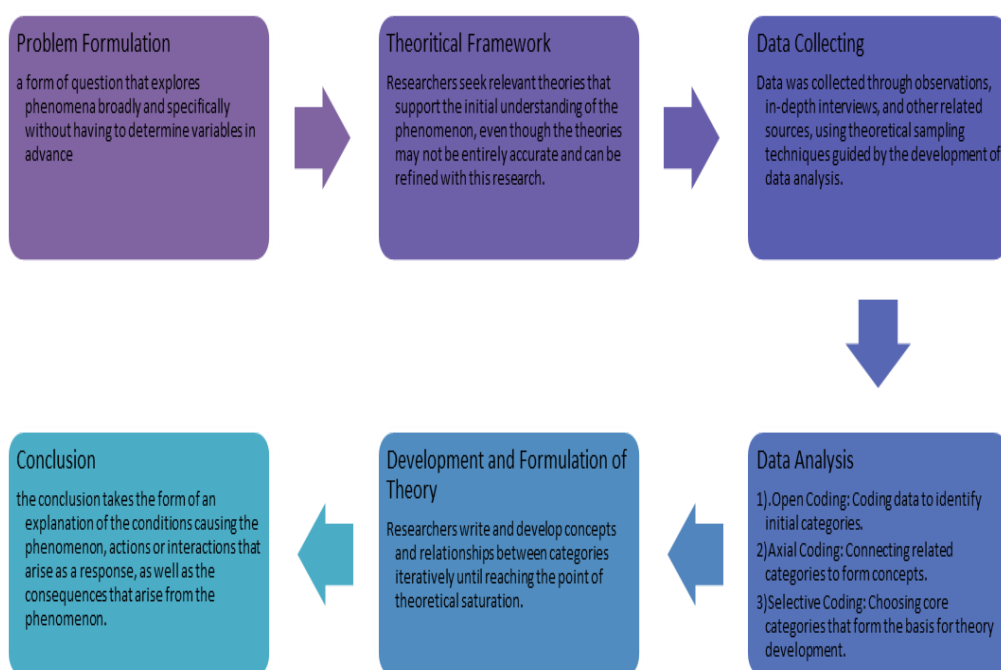 Problem Formulation
a form of question that explores
phenomena broadly and specifically
without having to determine variables in
advance
Theoritical Framework
Researchers seek relevant theories that
support the initial understanding of the
phenomenon, even though the theories
may not be entirely accurate and can be
refined with this research.
Data Collecting
Data was collected through observations,
in-depth interviews, and other related
sources, using theoretical sampling
techniques guided by the development of
data analysis.
Data Analysis
1).Open Coding: Coding data to identify
initial categories.
2)Axial Coding: Connecting related
categories to form concepts.
3)Selective Coding: Choosing core
categories that form the basis for theory
development.
Development and Formulation of
Theory
Researchers write and develop concepts
and relationships between categories
iteratively until reaching the point of
theoretical saturation.
Conclusion
the conclusion takes the form of an
explanation of the conditions causing the
phenomenon, actions or interactions that
arise as a response, as well as the
consequences that arise from the
phenomenon.